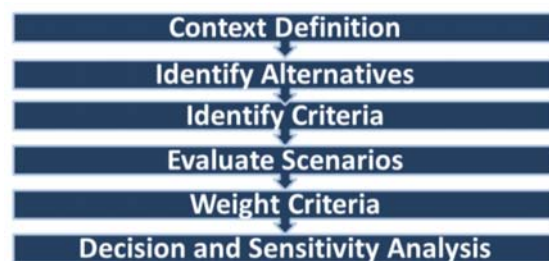 Context Definition
Identify Alternatives
Identify Criteria
Evaluate Scenarios
Weight Criteria
Decision and Sensitivity Analysis